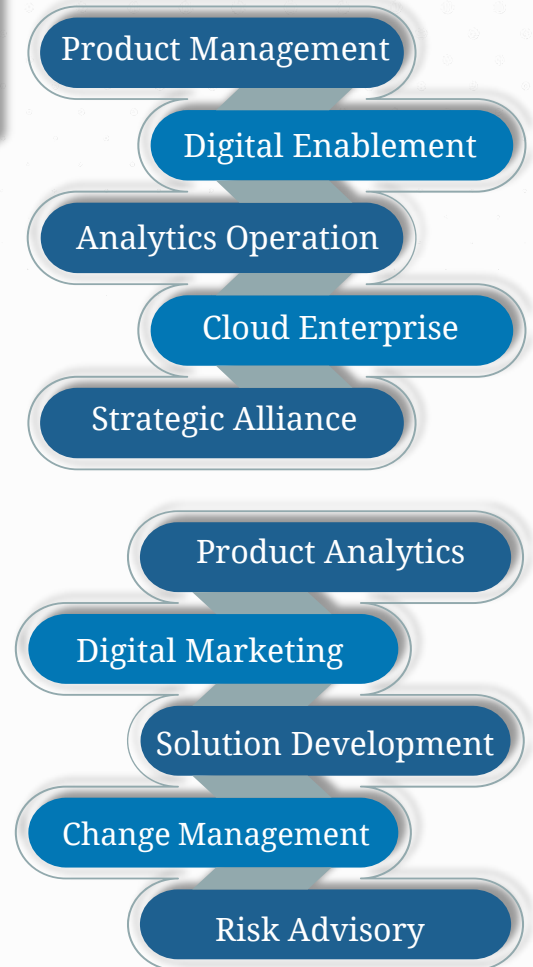 Product Management
Digital Enablement
Analytics Operation
Cloud Enterprise
Strategic Alliance
Product Analytics
Digital Marketing
Solution Development
Change Management
Risk Advisory